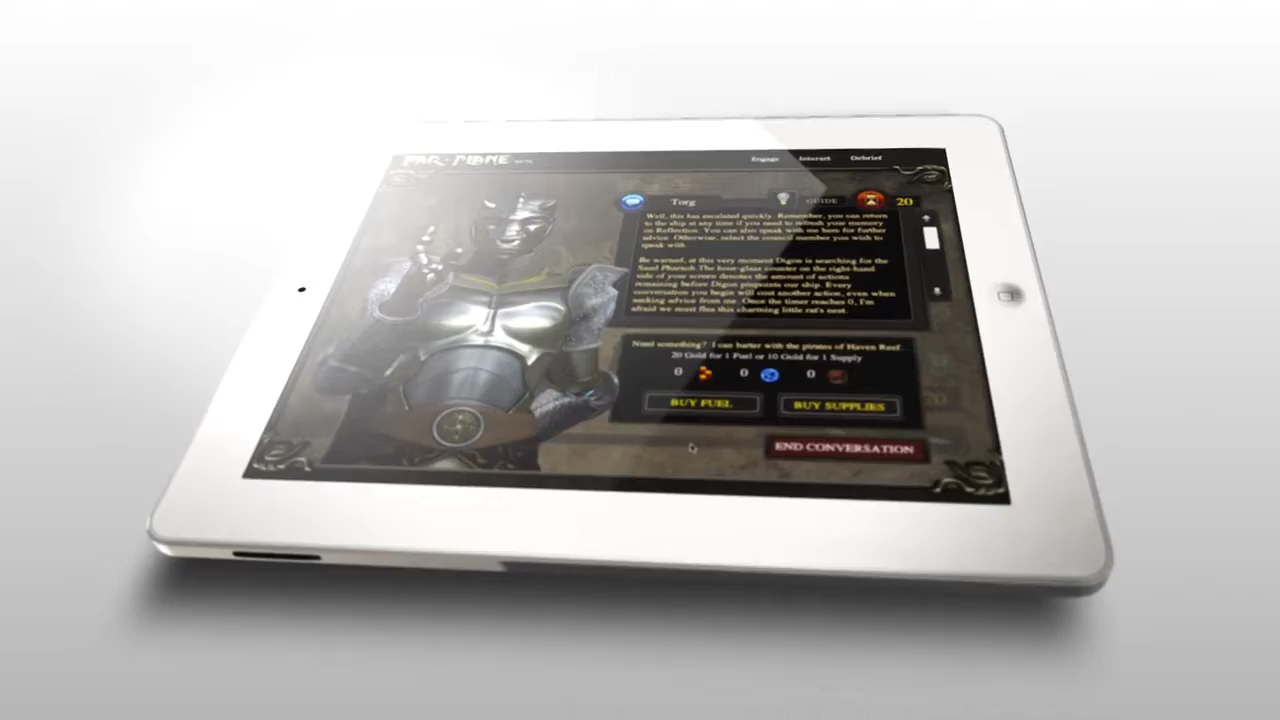 FAR-PLANE
Engage Interact Debrief
Torg GUIDE 20
Well, this has escalated quickly. Remember, you can return
to the ship at any time if you need to refresh your memory
on Reflection. You can also speak with me here for further
advice. Otherwise, select the council member you wish to
speak with
Be warned, at this very moment Digon is searching for the
Sand Pharaoh. The hour-glass counter on the right-hand
side of your screen denotes the amount of actions
remaining before Digon pinpoints our ship. Every
conversation you begin will cost another action, even when
seeking advice from me. Once the timer reaches 0, I'm
afraid we must flea this charming little rat's nest.
Need something? I can barter with the pirates of Haven Reef.
20 Gold for 1 Fuel or 10 Gold for 1 Supply
0 0 0
BUY FUEL BUY SUPPLIES
END CONVERSATION